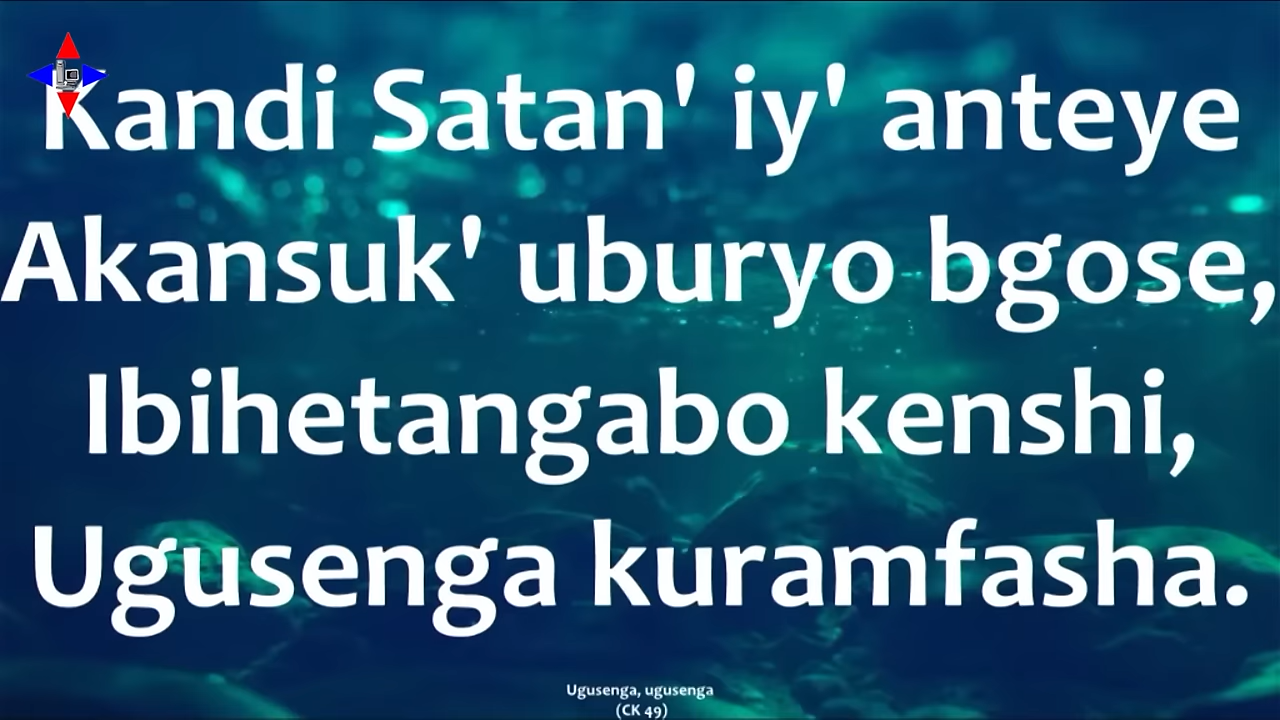 Kandi Satan' iy' anteye
Akansuk' uburyo bgose,
Ibihetangabo kenshi,
Ugusenga kuramfasha.
Ugusenga, ugusenga
(CK 49)